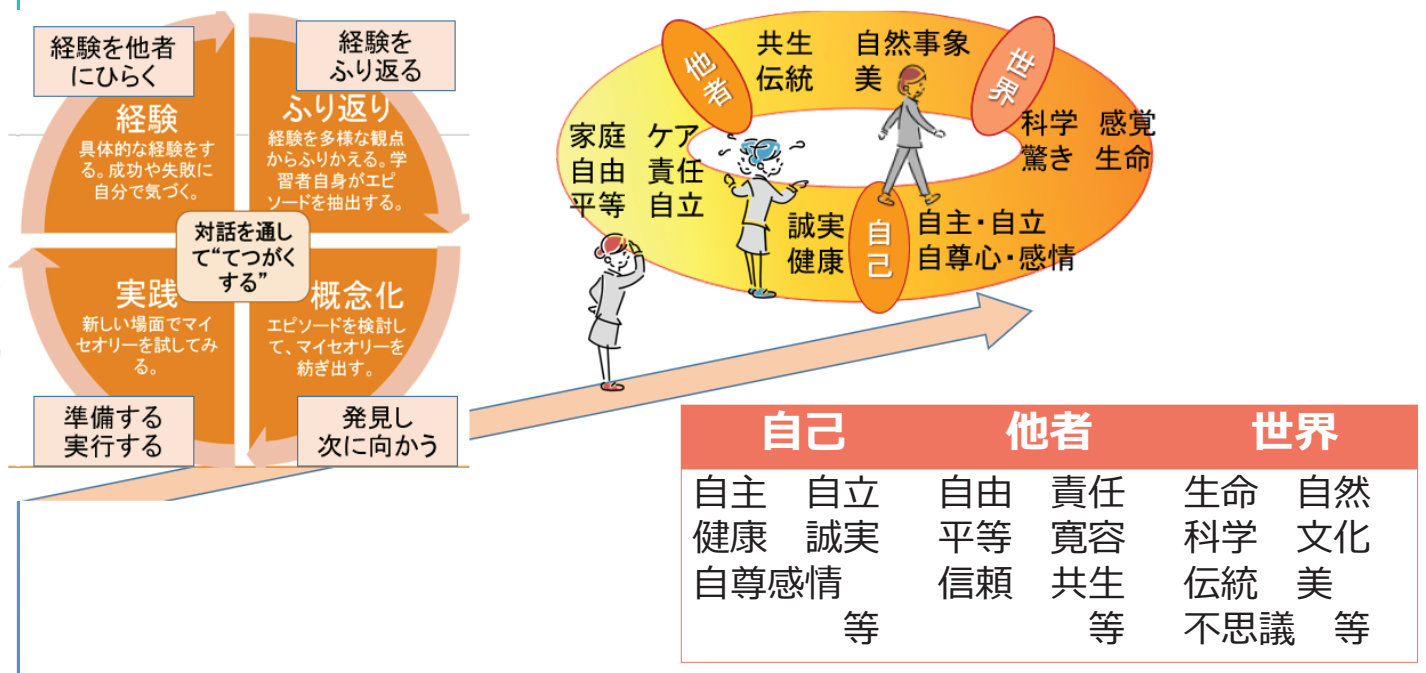 経験を他者
にひらく
経験を
ふり返る
経験
具体的な経験をす
る。成功や失敗に
自分で気づく。
ふり返り
経験を多様な観点
からふりかえる。学
習者自身がエピ
ソードを抽出する。
対話を通し
て“てつがく
する”
実践
新しい場面でマイ
セオリーを試してみ
る。
概念化
エピソードを検討し
て、マイセオリーを
紡ぎ出す。
準備する
実行する
発見し
次に向かう
他者
共生 自然事象
伝統 美
世界
科学 感覚
驚き 生命
家庭 ケア
自由 責任
平等 自立
誠実
健康
自己
自主・自立
自尊心・感情
自己 他者 世界
自主 自立 自由 責任 生命 自然
健康 誠実 平等 寛容 科学 文化
自尊感情 信頼 共生 伝統 美
等 等 不思議 等